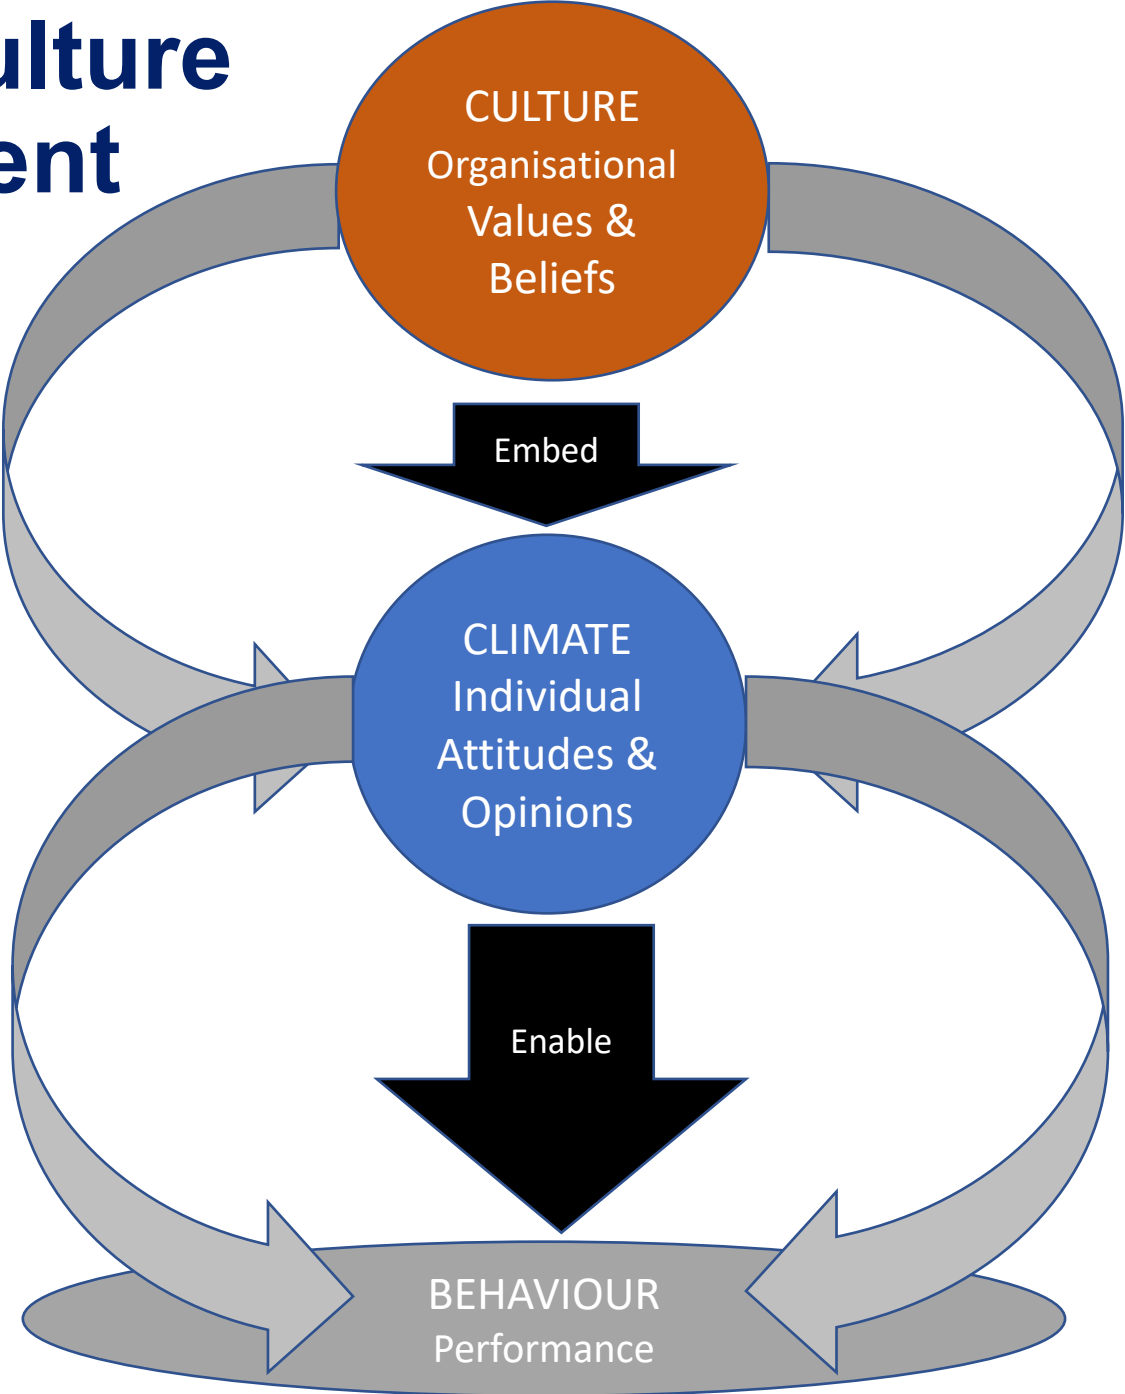 ulture
ent
CULTURE
Organisational
Values &
Beliefs
Embed
CLIMATE
Individual
Attitudes &
Opinions
Enable
BEHAVIOUR
Performance